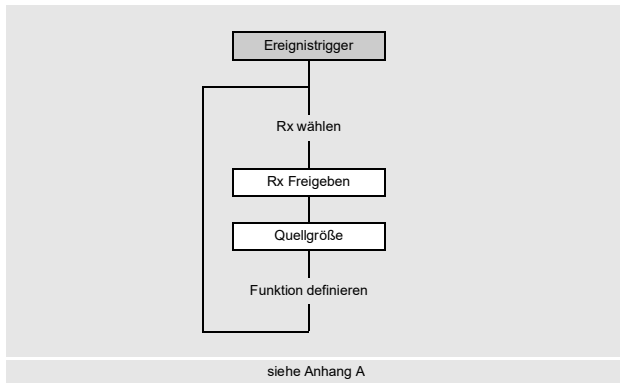 Ereignistrigger
Rx wählen
Rx Freigeben
Quellgröße
Funktion definieren
siehe Anhang A